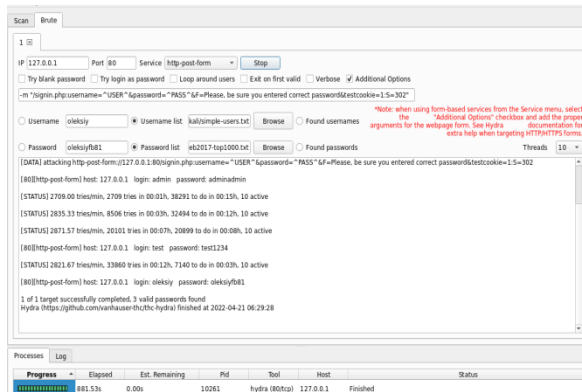 Scan Brute
1
IP 127.0.0.1 Port 80 Service http-post-form Stop
Try blank password Try login as password Loop around users Exit on first valid Verbose Additional Options
-m "/signin.php:username=^USER^&password=^PASS^&F=Please, be sure you entered correct password&testcookie=1:S=302"
*Note: when using form-based services from the Service menu, select
the "Additional Options" checkbox and add the proper
arguments for the webpage form. See Hydra documentation for
extra help when targeting HTTP/HTTPS forms.
Username oleksiy Username list kali/simple-users.txt Browse Found usernames
Password oleksiyfb81 Password list eb2017-top1000.txt Browse Found passwords Threads 10
[DATA] attacking http-post-form://127.0.0.1:80/signin.php:username=^USER^&password=^PASS^&F=Please, be sure you entered correct password&testcookie=1:S=302
[80][http-post-form] host: 127.0.0.1 login: admin password: adminadmin
[STATUS] 2709.00 tries/min, 2709 tries in 00:01h, 38291 to do in 00:15h, 10 active
[STATUS] 2835.33 tries/min, 8506 tries in 00:03h, 32494 to do in 00:12h, 10 active
[STATUS] 2871.57 tries/min, 20101 tries in 00:07h, 20899 to do in 00:08h, 10 active
[80][http-post-form] host: 127.0.0.1 login: test password: test1234
[STATUS] 2821.67 tries/min, 33860 tries in 00:12h, 7140 to do in 00:03h, 10 active
[80][http-post-form] host: 127.0.0.1 login: oleksiy password: oleksiyfb81
1 of 1 target successfully completed, 3 valid passwords found
Hydra (https://github.com/vanhauser-thc/thc-hydra) finished at 2022-04-21 06:29:28
Processes Log
Progress Elapsed Est. Remaining Pid Tool Host Status
881.53s 0.00s 10261 hydra (80/tcp) 127.0.0.1 Finished